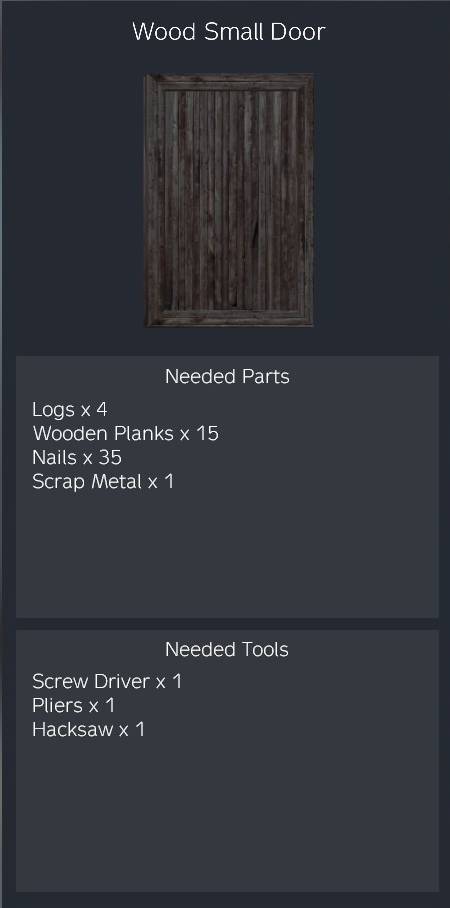 Wood Small Door
Needed Parts
Logs x 4
Wooden Planks x 15
Nails x 35
Scrap Metal x 1
Needed Tools
Screw Driver x 1
Pliers x 1
Hacksaw x 1